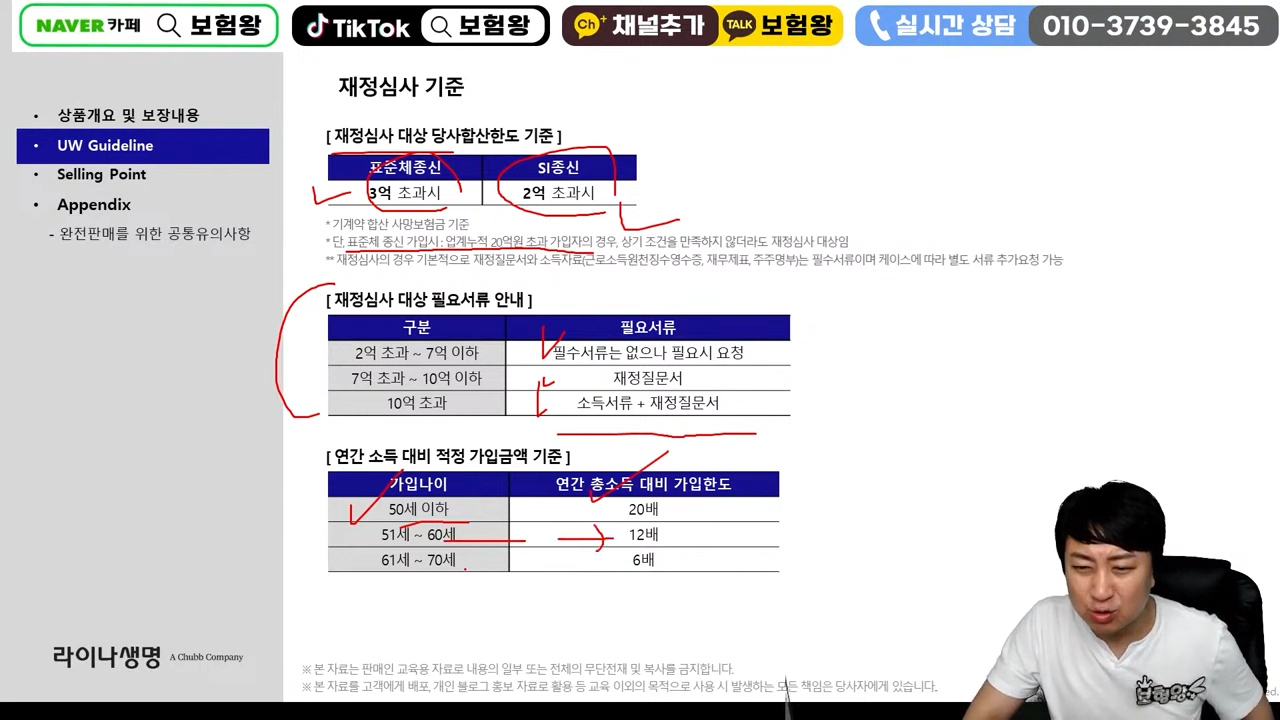 NAVER 카페 보험왕 TikTok 보험왕 Ch+ 채널추가 TALK 보험왕 실시간 상담 010-3739-3845
재정심사 기준
• 상품개요 및 보장내용
• UW Guideline
• Selling Point
• Appendix
- 완전판매를 위한 공통유의사항
[ 재정심사 대상 당사합산한도 기준 ]
표준체종신 SI종신
3억 초과시 2억 초과시
* 기계약 합산 사망보험금 기준
* 단, 표준체 종신 가입시 : 업계누적 20억원 초과 가입자의 경우, 상기 조건을 만족하지 않더라도 재정심사 대상임
** 재정심사의 경우 기본적으로 재정질문서와 소득자료(근로소득원천징수영수증, 재무제표, 주주명부)는 필수서류이며 케이스에 따라 별도 서류 추가요청 가능
[ 재정심사 대상 필요서류 안내 ]
구분 필요서류
2억 초과 ~ 7억 이하 필수서류는 없으나 필요시 요청
7억 초과 ~ 10억 이하 재정질문서
10억 초과 소득서류 + 재정질문서
[ 연간 소득 대비 적정 가입금액 기준 ]
가입나이 연간 총소득 대비 가입한도
50세 이하 20배
51세 ~ 60세 12배
61세 ~ 70세 6배
라이나생명 A Chubb Company
※ 본 자료는 판매인 교육용 자료로 내용의 일부 또는 전체의 무단전재 및 복사를 금지합니다.
※ 본 자료를 고객에게 배포, 개인 블로그 홍보 자료로 활용 등 교육 이외의 목적으로 사용 시 발생하는 모든 책임은 당사자에게 있습니다.
보험왕
ed.